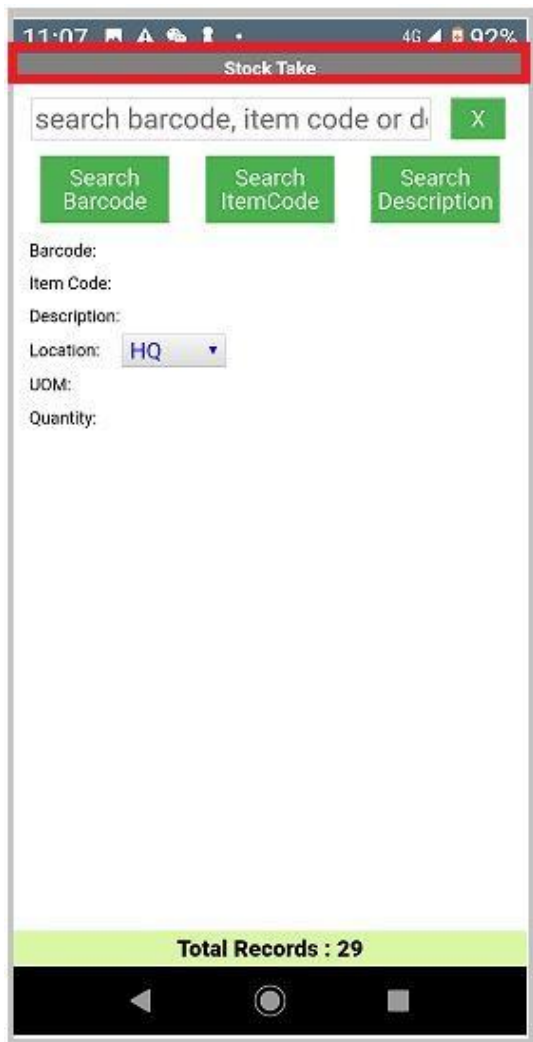 11:07 4G 92%
Stock Take
search barcode, item code or d
X
Search
Barcode
Search
ItemCode
Search
Description
Barcode:
Item Code:
Description:
Location: HQ
UOM:
Quantity:
Total Records : 29